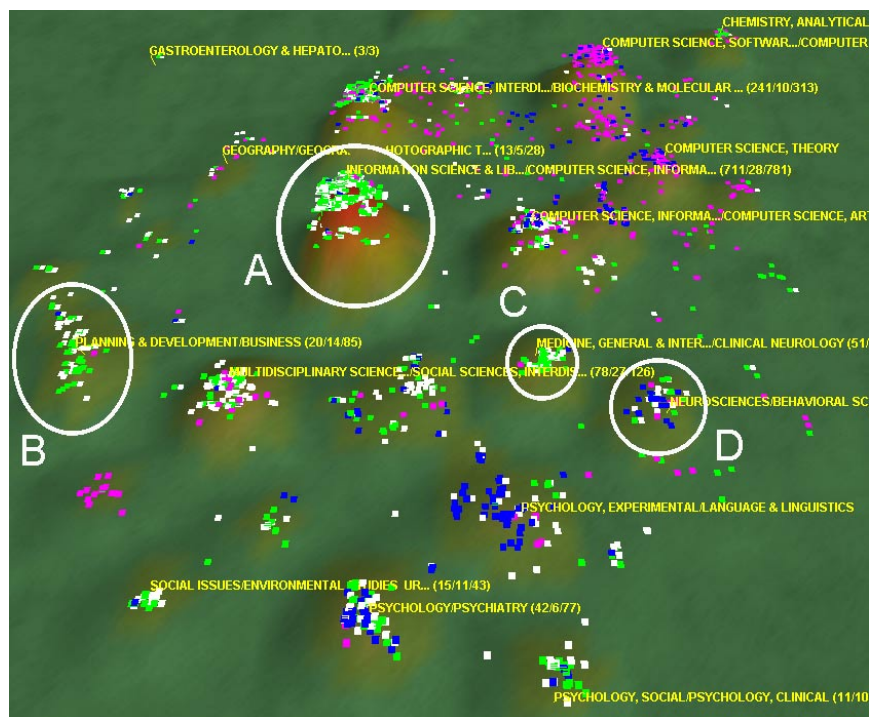 CHEMISTRY, ANALYTICAL
COMPUTER SCIENCE, SOFTWAR.../COMPUTER
GASTROENTEROLOGY & HEPATO... (3/3)
COMPUTER SCIENCE, INTERDI.../BIOCHEMISTRY & MOLECULAR ... (241/10/313)
GEOGRAPHY/GEOGRA. HOTOGRAPHIC T... (13/5/28)
COMPUTER SCIENCE, THEORY
INFORMATION SCIENCE & LIB.../COMPUTER SCIENCE, INFORMA... (711/28/781)
COMPUTER SCIENCE, INFORMA.../COMPUTER SCIENCE, ART
A
C
PLANNING & DEVELOPMENT/BUSINESS (20/14/85)
MEDICINE, GENERAL & INTER.../CLINICAL NEUROLOGY (51/
MULTIDISCIPLINARY SCIENCE.../SOCIAL SCIENCES, INTERDIS... (78/27/126)
NEUROSCIENCES/BEHAVIORAL SC
B
D
PSYCHOLOGY, EXPERIMENTAL/LANGUAGE & LINGUISTICS
SOCIAL ISSUES/ENVIRONMENTAL STUDIES UR... (15/11/43)
PSYCHOLOGY/PSYCHIATRY (42/6/77)
PSYCHOLOGY, SOCIAL/PSYCHOLOGY, CLINICAL (11/10